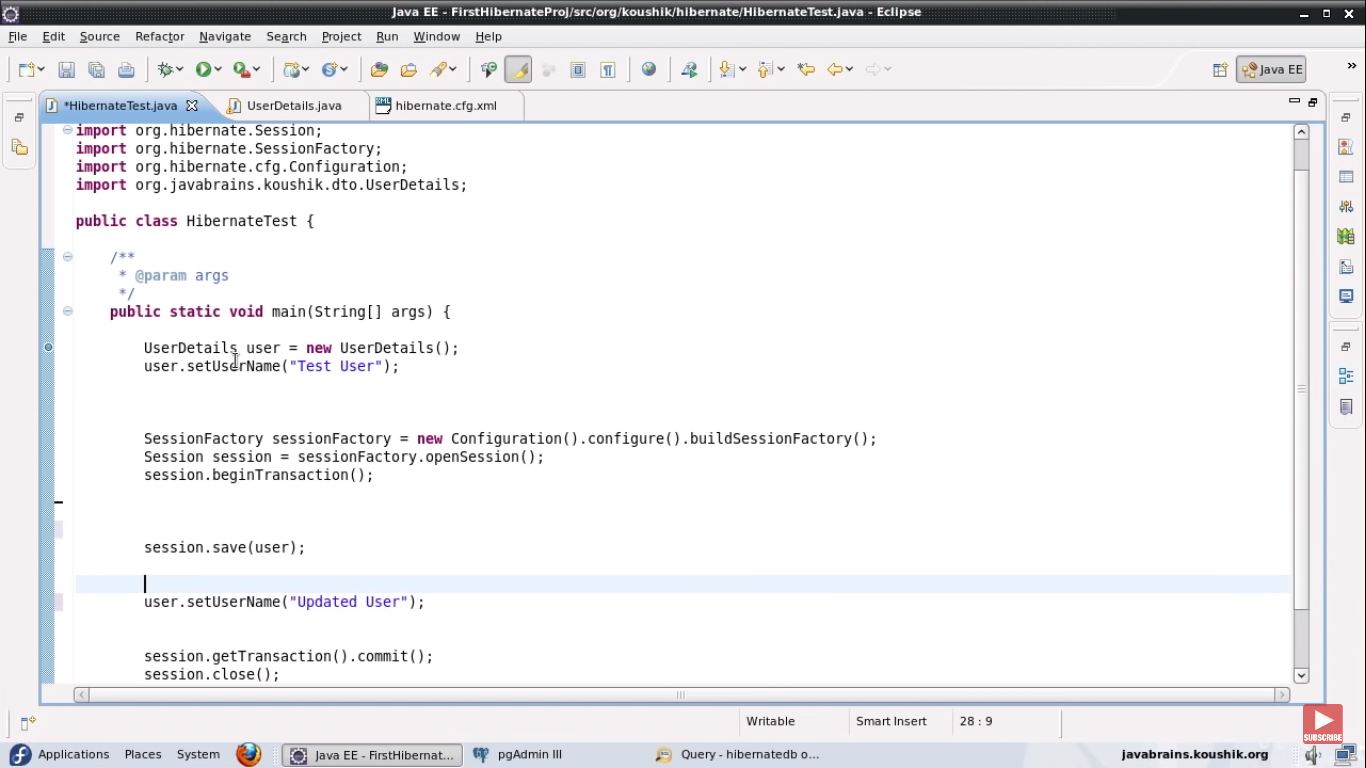 Java EE - FirstHibernateProj/src/org/koushik/hibernate/HibernateTest.java - Eclipse
File Edit Source Refactor Navigate Search Project Run Window Help
Java EE
*HibernateTest.java UserDetails.java hibernate.cfg.xml
import org.hibernate.Session;
import org.hibernate.SessionFactory;
import org.hibernate.cfg.Configuration;
import org.javabrains.koushik.dto.UserDetails;
public class HibernateTest {
/**
* @param args
*/
public static void main(String[] args) {
UserDetails user = new UserDetails();
user.setUserName("Test User");
SessionFactory sessionFactory = new Configuration().configure().buildSessionFactory();
Session session = sessionFactory.openSession();
session.beginTransaction();
session.save(user);
user.setUserName("Updated User");
session.getTransaction().commit();
session.close();
Writable Smart Insert 28 : 9
SUBSCRIBE
Applications Places System Java EE - FirstHibernat... pgAdmin III Query - hibernatedb o... javabrains.koushik.org